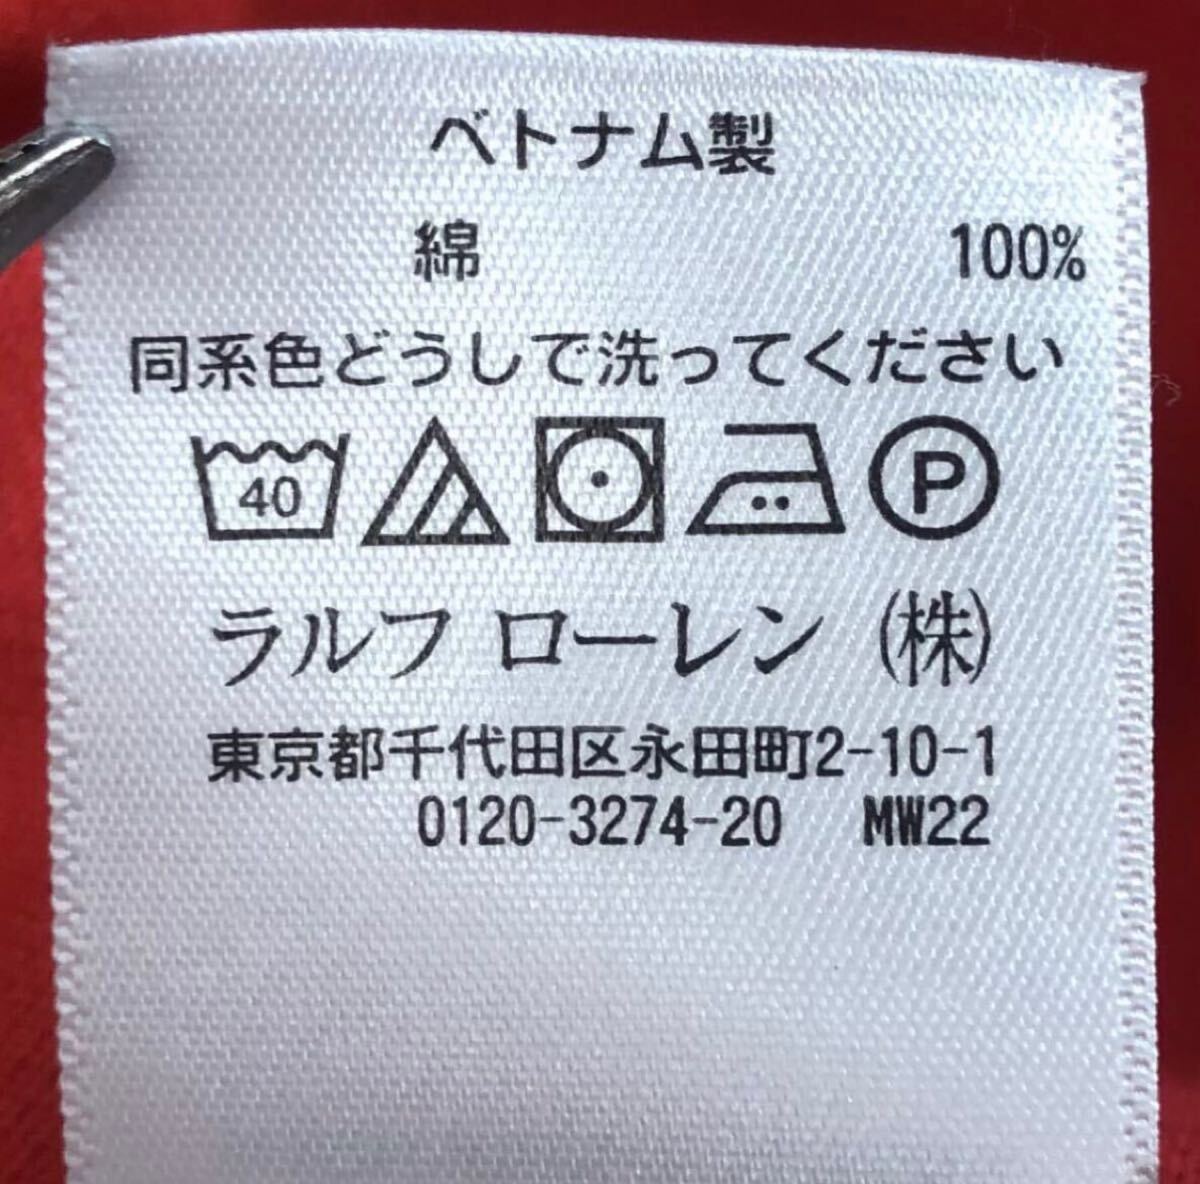 ベトナム製
綿 100%
同系色どうしで洗ってください
40 P
ラルフ ローレン (株)
東京都千代田区永田町2-10-1
0120-3274-20 MW22